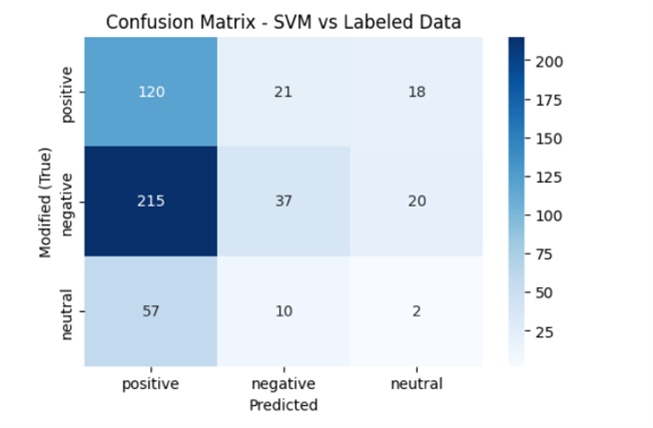 Confusion Matrix - SVM vs Labeled Data
positive
120
21
18
200
175
150
Modified (True)
negative
215
37
20
125
100
75
neutral
57
10
2
50
25
positive
negative
neutral
Predicted